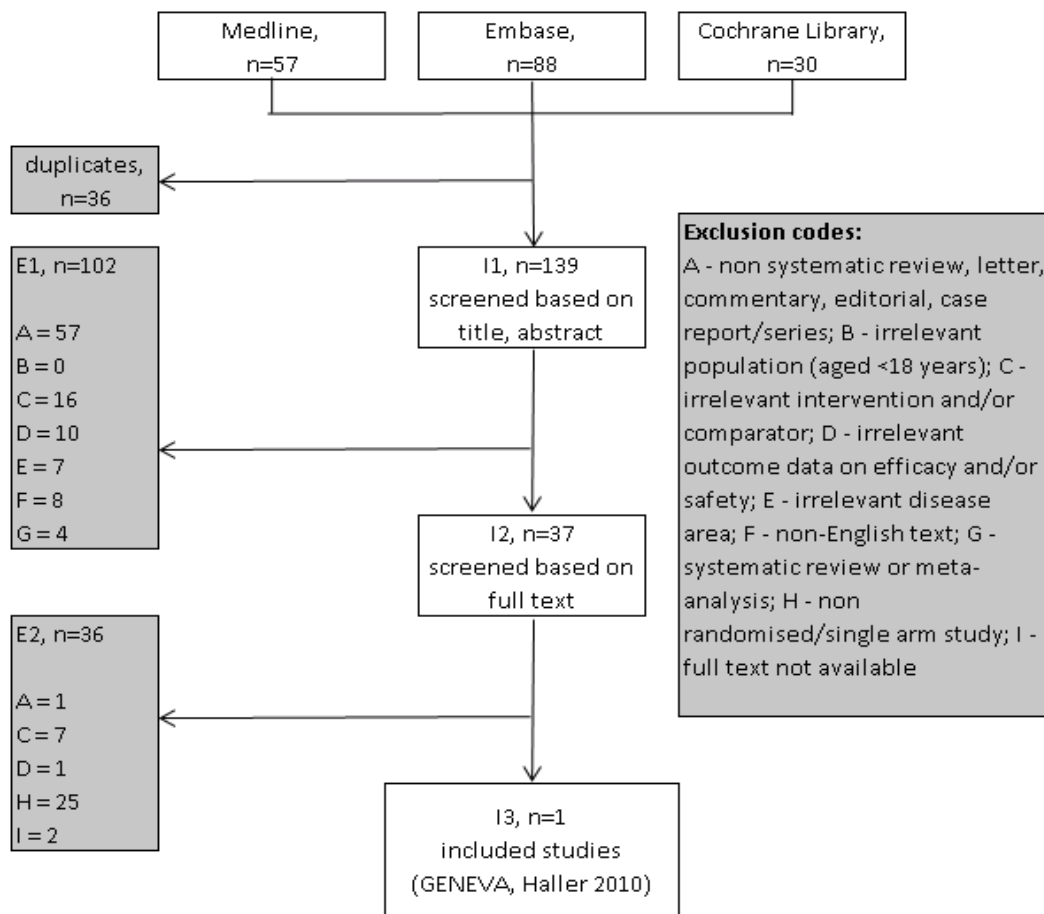 Medline,
n=57
Embase,
n=88
Cochrane Library,
n=30
duplicates,
n=36
I1, n=139
screened based on
title, abstract
E1, n=102
A = 57
B = 0
C = 16
D = 10
E = 7
F = 8
G = 4
Exclusion codes:
A - non systematic review, letter,
commentary, editorial, case
report/series; B - irrelevant
population (aged <18 years); C -
irrelevant intervention and/or
comparator; D - irrelevant
outcome data on efficacy and/or
safety; E - irrelevant disease
area; F - non-English text; G -
systematic review or meta-
analysis; H - non
randomised/single arm study; I -
full text not available
I2, n=37
screened based on
full text
E2, n=36
A = 1
C = 7
D = 1
H = 25
I = 2
I3, n=1
included studies
(GENEVA, Haller 2010)